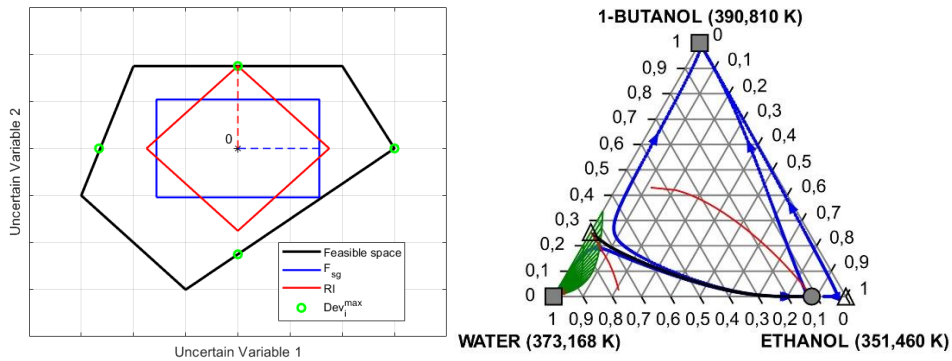 Uncertain Variable 2
0
Feasible space
F_sg
RI
Dev_i^max
Uncertain Variable 1
1-BUTANOL (390,810 K)
1 0
0,9 0,1
0,8 0,2
0,7 0,3
0,6 0,4
0,5 0,5
0,4 0,6
0,3 0,7
0,2 0,8
0,1 0,9
0 1
1 0,9 0,8 0,7 0,6 0,5 0,4 0,3 0,2 0,1 0
WATER (373,168 K) ETHANOL (351,460 K)